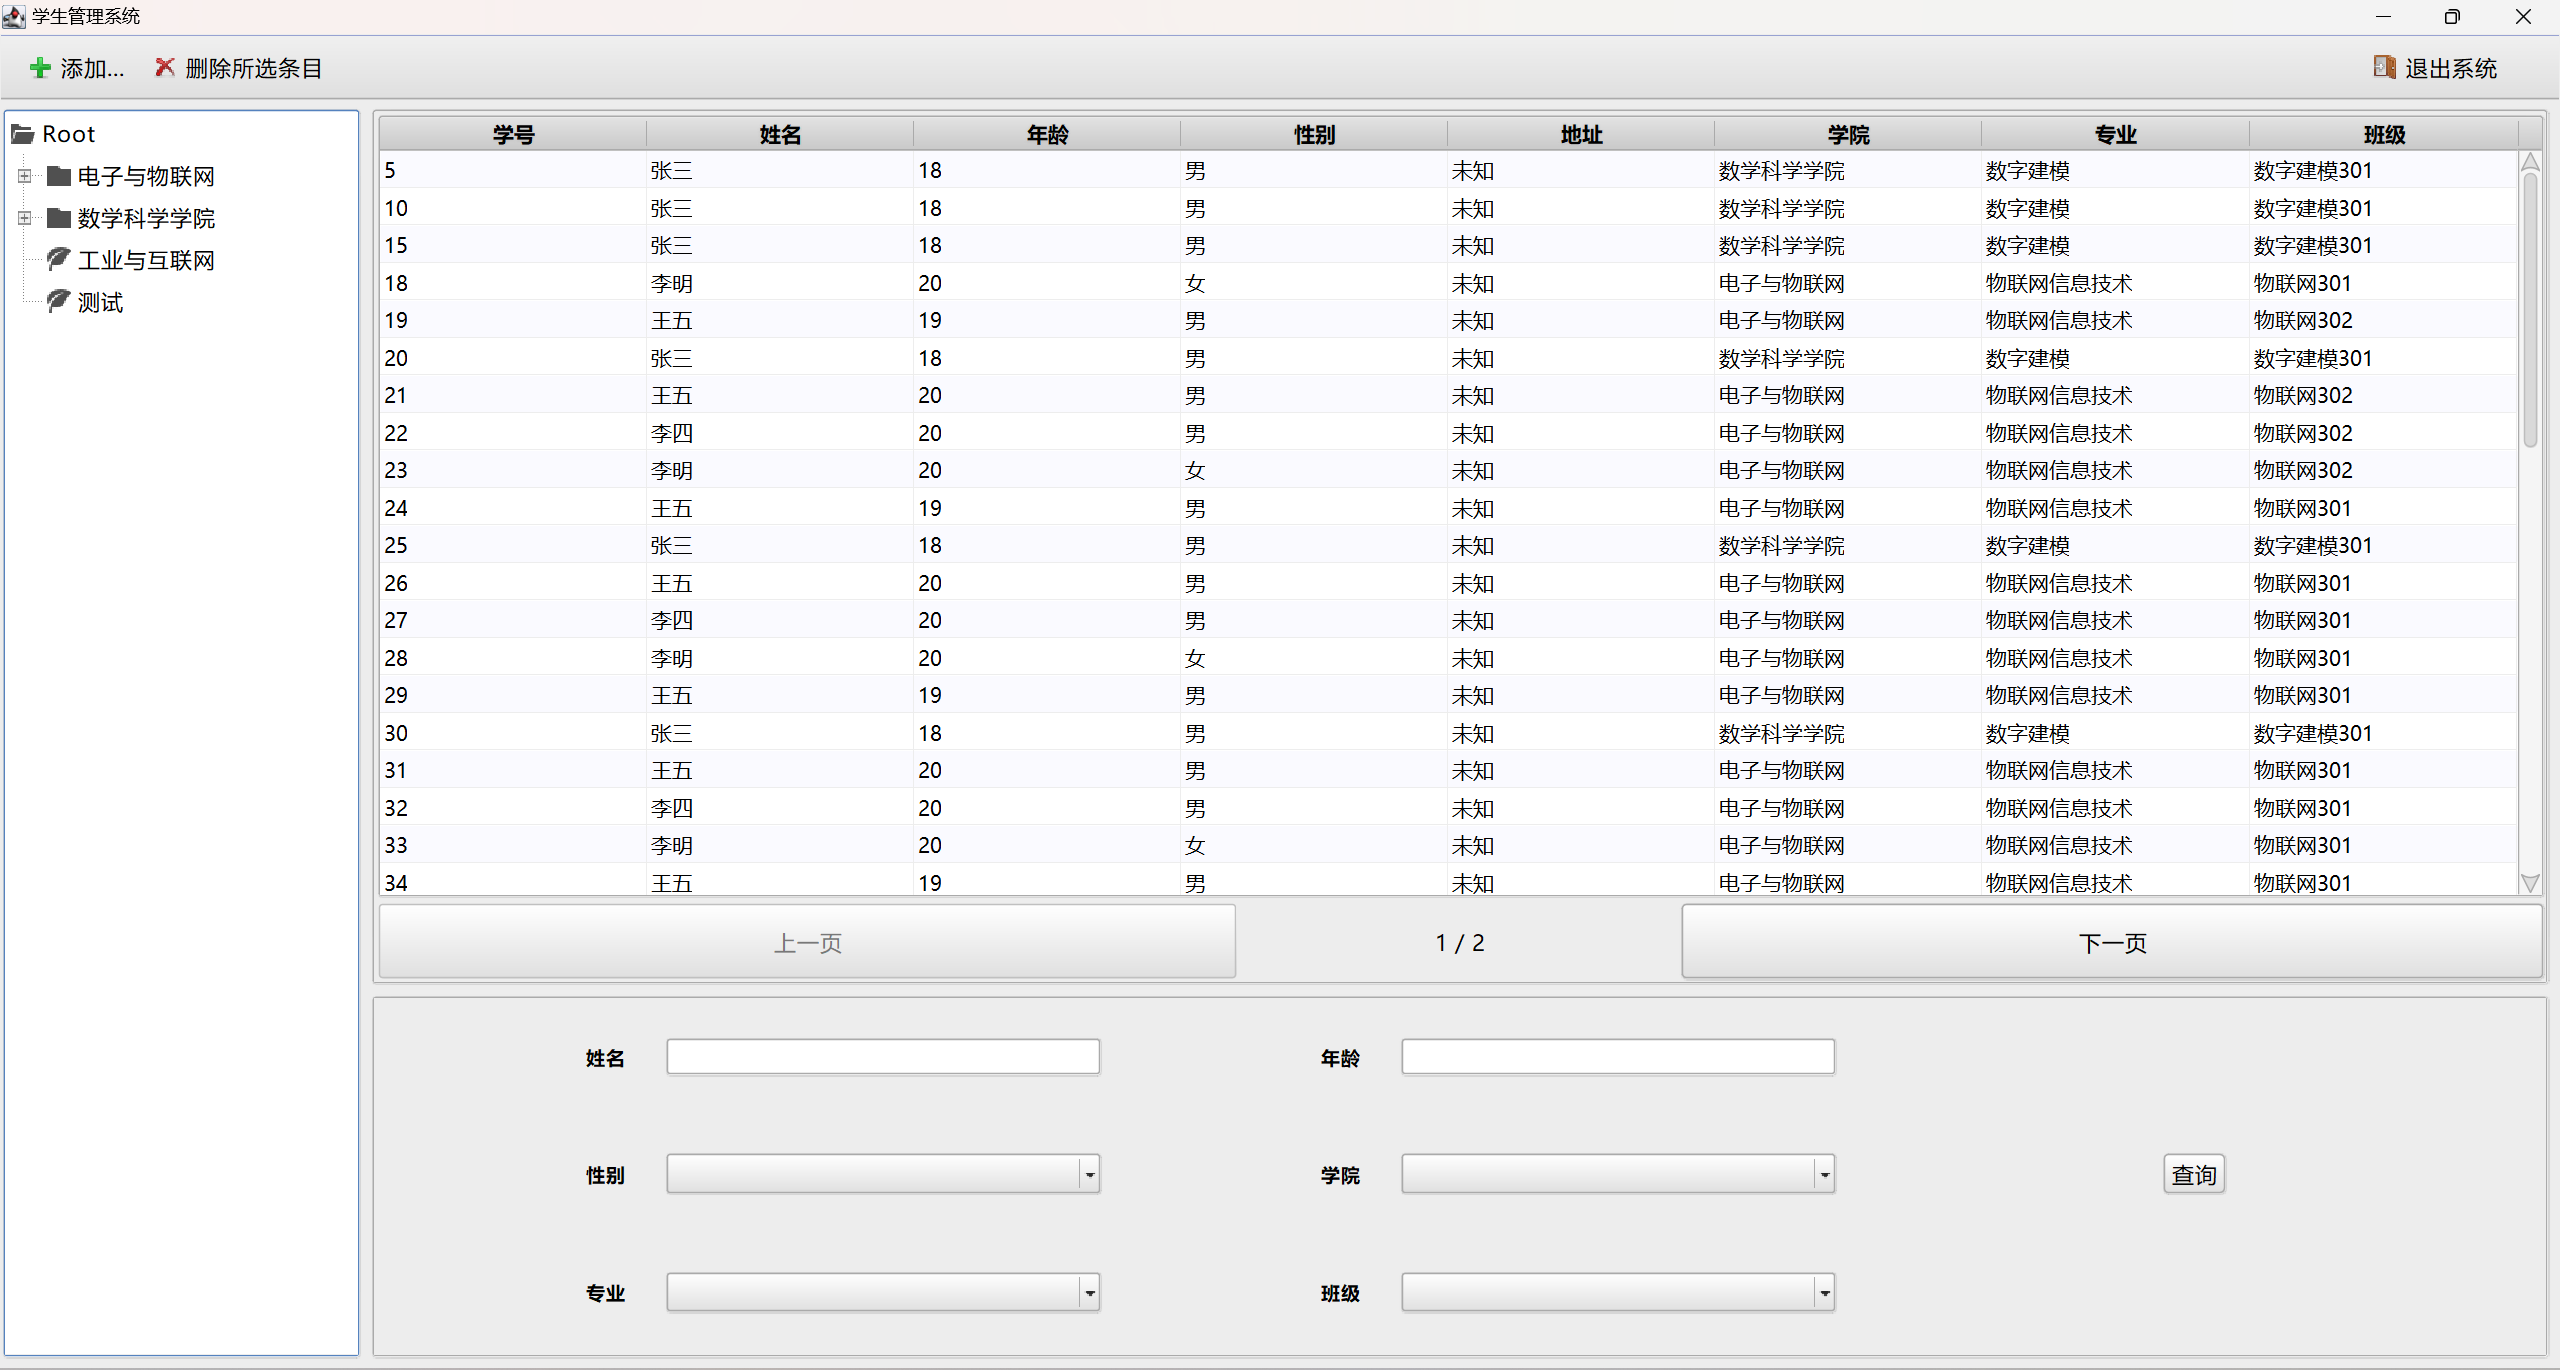 学生管理系统
添加... 删除所选条目 退出系统
Root
电子与物联网
数学科学学院
工业与互联网
测试
学号 姓名 年龄 性别 地址 学院 专业 班级
5 张三 18 男 未知 数学科学学院 数字建模 数字建模301
10 张三 18 男 未知 数学科学学院 数字建模 数字建模301
15 张三 18 男 未知 数学科学学院 数字建模 数字建模301
18 李明 20 女 未知 电子与物联网 物联网信息技术 物联网301
19 王五 19 男 未知 电子与物联网 物联网信息技术 物联网302
20 张三 18 男 未知 数学科学学院 数字建模 数字建模301
21 王五 20 男 未知 电子与物联网 物联网信息技术 物联网302
22 李四 20 男 未知 电子与物联网 物联网信息技术 物联网302
23 李明 20 女 未知 电子与物联网 物联网信息技术 物联网302
24 王五 19 男 未知 电子与物联网 物联网信息技术 物联网301
25 张三 18 男 未知 数学科学学院 数字建模 数字建模301
26 王五 20 男 未知 电子与物联网 物联网信息技术 物联网301
27 李四 20 男 未知 电子与物联网 物联网信息技术 物联网301
28 李明 20 女 未知 电子与物联网 物联网信息技术 物联网301
29 王五 19 男 未知 电子与物联网 物联网信息技术 物联网301
30 张三 18 男 未知 数学科学学院 数字建模 数字建模301
31 王五 20 男 未知 电子与物联网 物联网信息技术 物联网301
32 李四 20 男 未知 电子与物联网 物联网信息技术 物联网301
33 李明 20 女 未知 电子与物联网 物联网信息技术 物联网301
34 王五 19 男 未知 电子与物联网 物联网信息技术 物联网301
上一页 1 / 2 下一页
姓名 年龄
性别 学院 查询
专业 班级